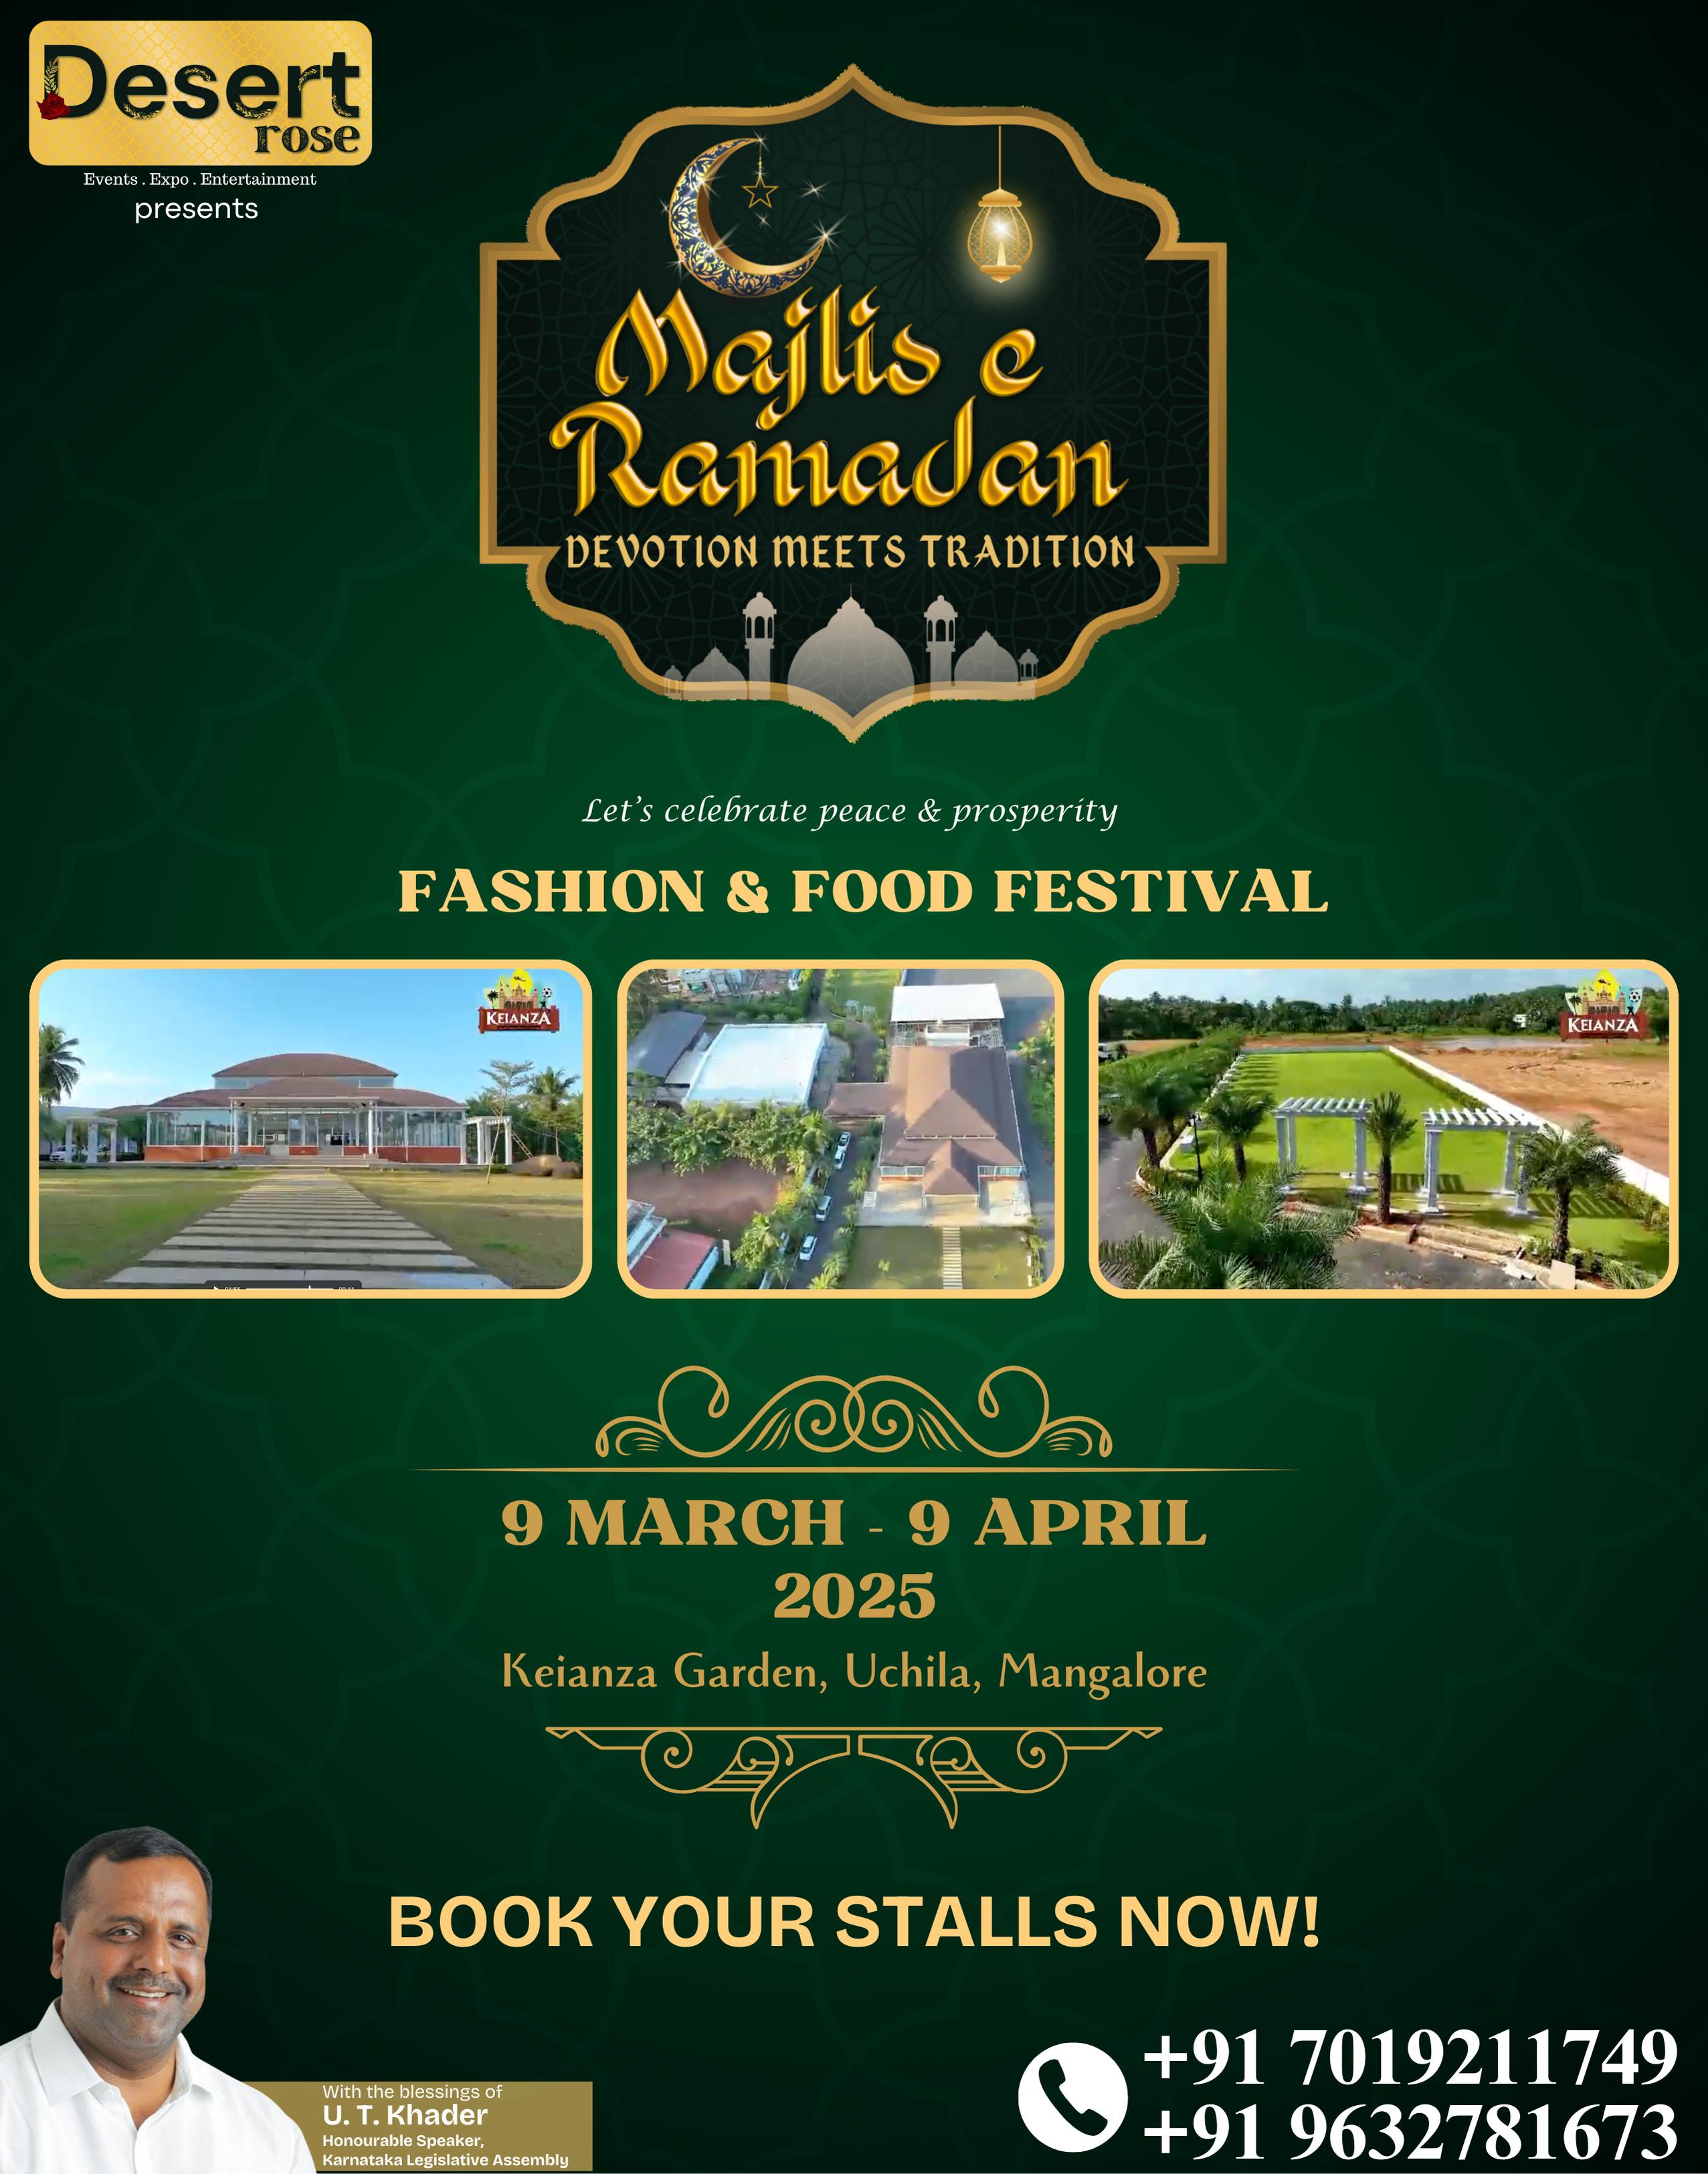 Desert
rose
Events . Expo . Entertainment
presents
Majlis e
Ramadan
DEVOTION MEETS TRADITION
Let's celebrate peace & prosperity
FASHION & FOOD FESTIVAL
KEIANZA
KEIANZA
9 MARCH - 9 APRIL
2025
Keianza Garden, Uchila, Mangalore
BOOK YOUR STALLS NOW!
With the blessings of
U. T. Khader
Honourable Speaker,
Karnataka Legislative Assembly
+91 7019211749
+91 9632781673